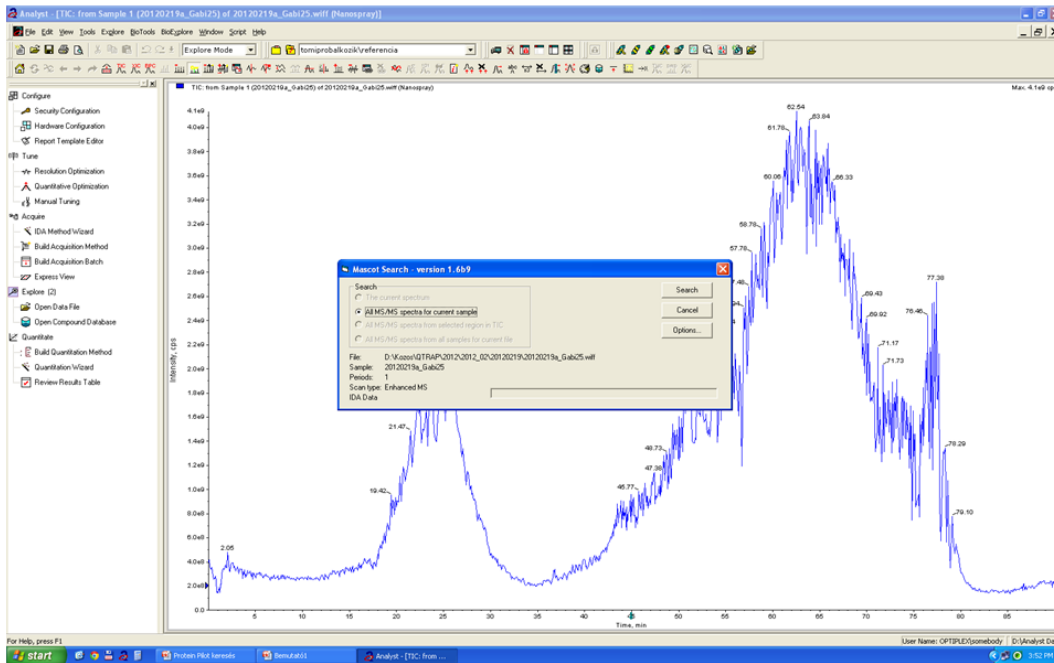 Analyst - [TIC: from Sample 1 (20120219a_Gabi25) of 20120219a_Gabi25.wiff (Nanospray)]
File Edit View Tools Explore BioTools BioExplore Window Script Help
Explore Mode
tomiprobalkozik\referencia
Configure
Security Configuration
Hardware Configuration
Report Template Editor
Tune
Resolution Optimization
Quantitative Optimization
Manual Tuning
Acquire
IDA Method Wizard
Build Acquisition Method
Build Acquisition Batch
Express View
Explore (2)
Open Data File
Open Compound Database
Quantitate
Build Quantitation Method
Quantitation Wizard
Review Results Table
TIC: from Sample 1 (20120219a_Gabi25) of 20120219a_Gabi25.wiff (Nanospray)
Max. 4.1e9 cp
Intensity, cps
4.1e9
4.0e9
3.8e9
3.6e9
3.4e9
3.2e9
3.0e9
2.8e9
2.6e9
2.4e9
2.2e9
2.0e9
1.8e9
1.6e9
1.4e9
1.2e9
1.0e9
8.0e8
6.0e8
4.0e8
2.0e8
0.0
2.05
19.42
21.47
46.77
47.38
48.73
57.78
58.78
60.06
61.78
62.54
63.84
66.33
69.43
69.92
71.17
71.73
76.46
77.38
78.29
79.10
5 10 15 20 25 30 35 40 45 50 55 60 65 70 75 80 85
Time, min
Mascot Search - version 1.6b9
Search
The current spectrum
All MS/MS spectra for current sample
All MS/MS spectra from selected region in TIC
All MS/MS spectra from all samples for current file
Search
Cancel
Options...
File: D:\Kozos\QTRAP\2012\2012_02\20120219\20120219a_Gabi25.wiff
Sample: 20120219a_Gabi25
Periods: 1
Scan type: Enhanced MS
IDA Data
For Help, press F1
User Name: OPTIPLEX\somebody
D:\Analyst Da
start
Protein Pilot keresés
Bemutató1
Analyst - [TIC: from ...
3:52 PM